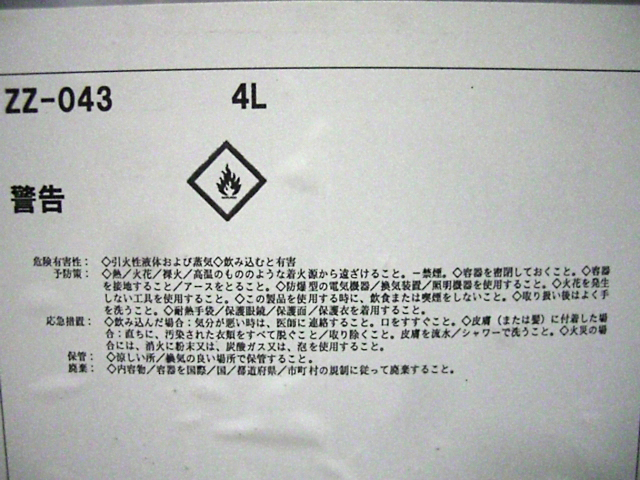 ZZ-043 4L
警告
危険有害性： ◇引火性液体および蒸気◇飲み込むと有害
予防策： ◇熱／火花／裸火／高温のもののような着火源から遠ざけること。－禁煙。◇容器を密閉しておくこと。◇容器
を接地すること／アースをとること。◇防爆型の電気機器／換気装置／照明機器を使用すること。◇火花を発生
しない工具を使用すること。◇この製品を使用する時に、飲食または喫煙をしないこと。◇取り扱い後はよく手
を洗うこと。◇耐熱手袋／保護眼鏡／保護面／保護衣を着用すること。
応急措置： ◇飲み込んだ場合：気分が悪い時は、医師に連絡すること。口をすすぐこと。◇皮膚（または髪）に付着した場
合：直ちに、汚染された衣類をすべて脱ぐこと／取り除くこと。皮膚を流水／シャワーで洗うこと。◇火災の場
合には、消火に粉末又は、炭酸ガス又は、泡を使用すること。
保管： ◇涼しい所／換気の良い場所で保管すること。
廃棄： ◇内容物／容器を国際／国／都道府県／市町村の規制に従って廃棄すること。